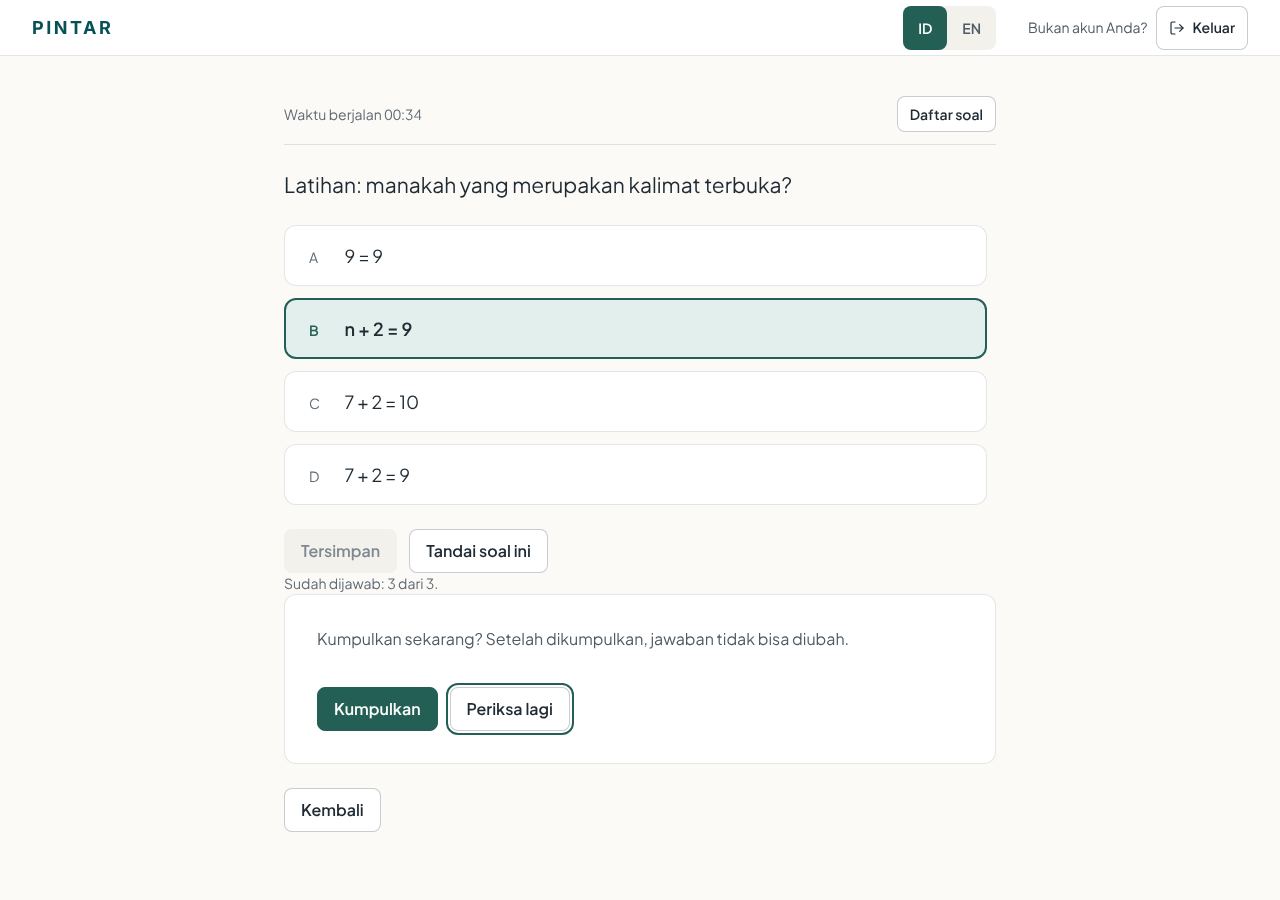 PINTAR
ID EN Bukan akun Anda? Keluar
Waktu berjalan 00:34 Daftar soal
Latihan: manakah yang merupakan kalimat terbuka?
A 9 = 9
B n + 2 = 9
C 7 + 2 = 10
D 7 + 2 = 9
Tersimpan Tandai soal ini
Sudah dijawab: 3 dari 3.
Kumpulkan sekarang? Setelah dikumpulkan, jawaban tidak bisa diubah.
Kumpulkan Periksa lagi
Kembali